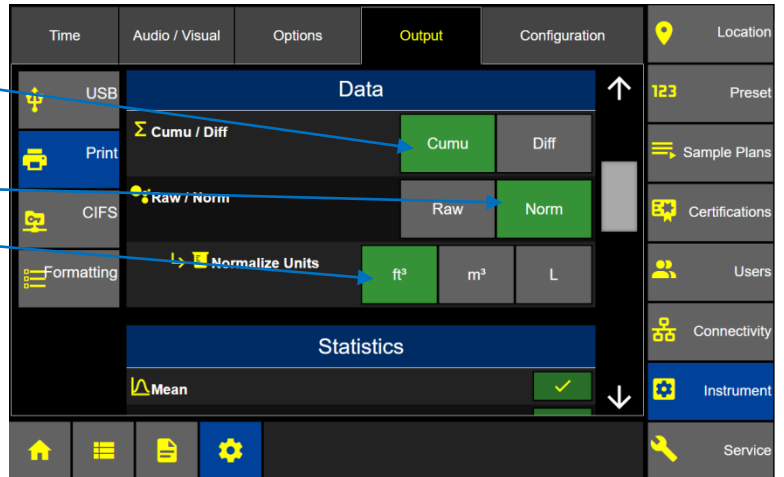 Time
Audio / Visual
Options
Output
Configuration
Location
USB
Data
123
Preset
Σ Cumu / Diff
Cumu
Diff
Print
Sample Plans
CIFS
Raw / Norm
Raw
Norm
Certifications
Formatting
Normalize Units
ft³
m³
L
Users
Statistics
Connectivity
Mean
Instrument
Service